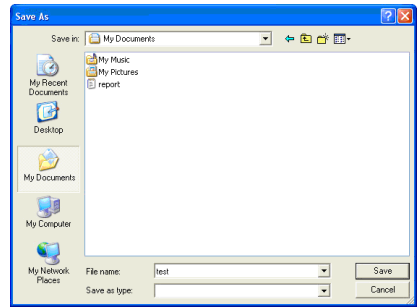 Save As
Save in:
My Documents
My Music
My Pictures
report
My Recent
Documents
Desktop
My Documents
My Computer
My Network
Places
File name:
test
Save
Save as type:
Cancel